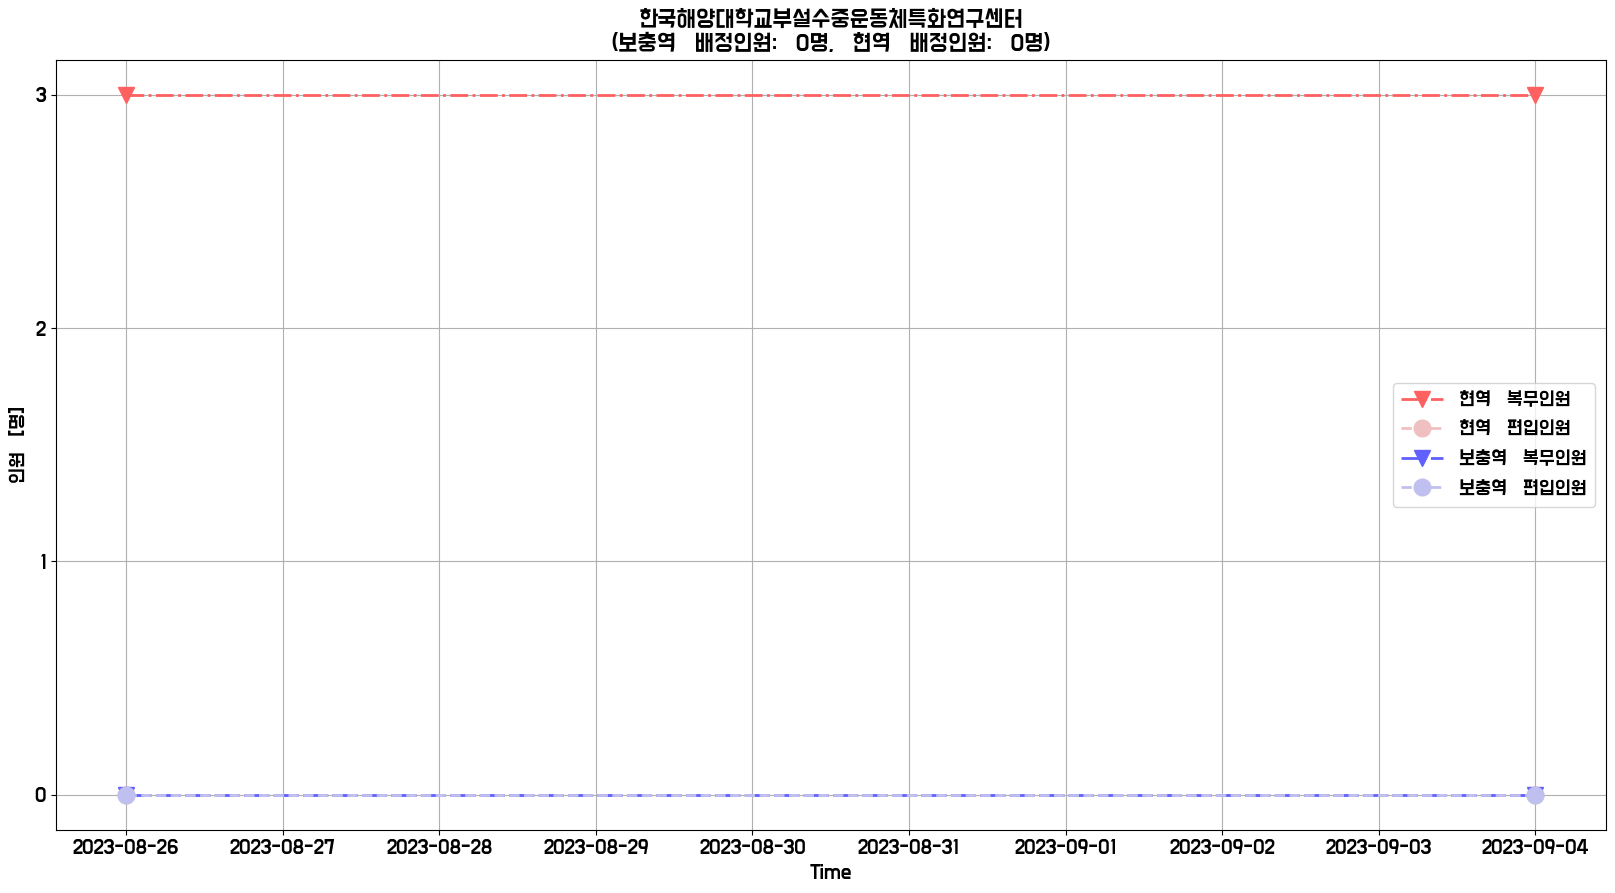 한국해양대학교부설수중운동체특화연구센터
(보충역 배정인원: 0명, 현역 배정인원: 0명)
인원 [명]
3
2
1
0
현역 복무인원
현역 편입인원
보충역 복무인원
보충역 편입인원
2023-08-26 2023-08-27 2023-08-28 2023-08-29 2023-08-30 2023-08-31 2023-09-01 2023-09-02 2023-09-03 2023-09-04
Time